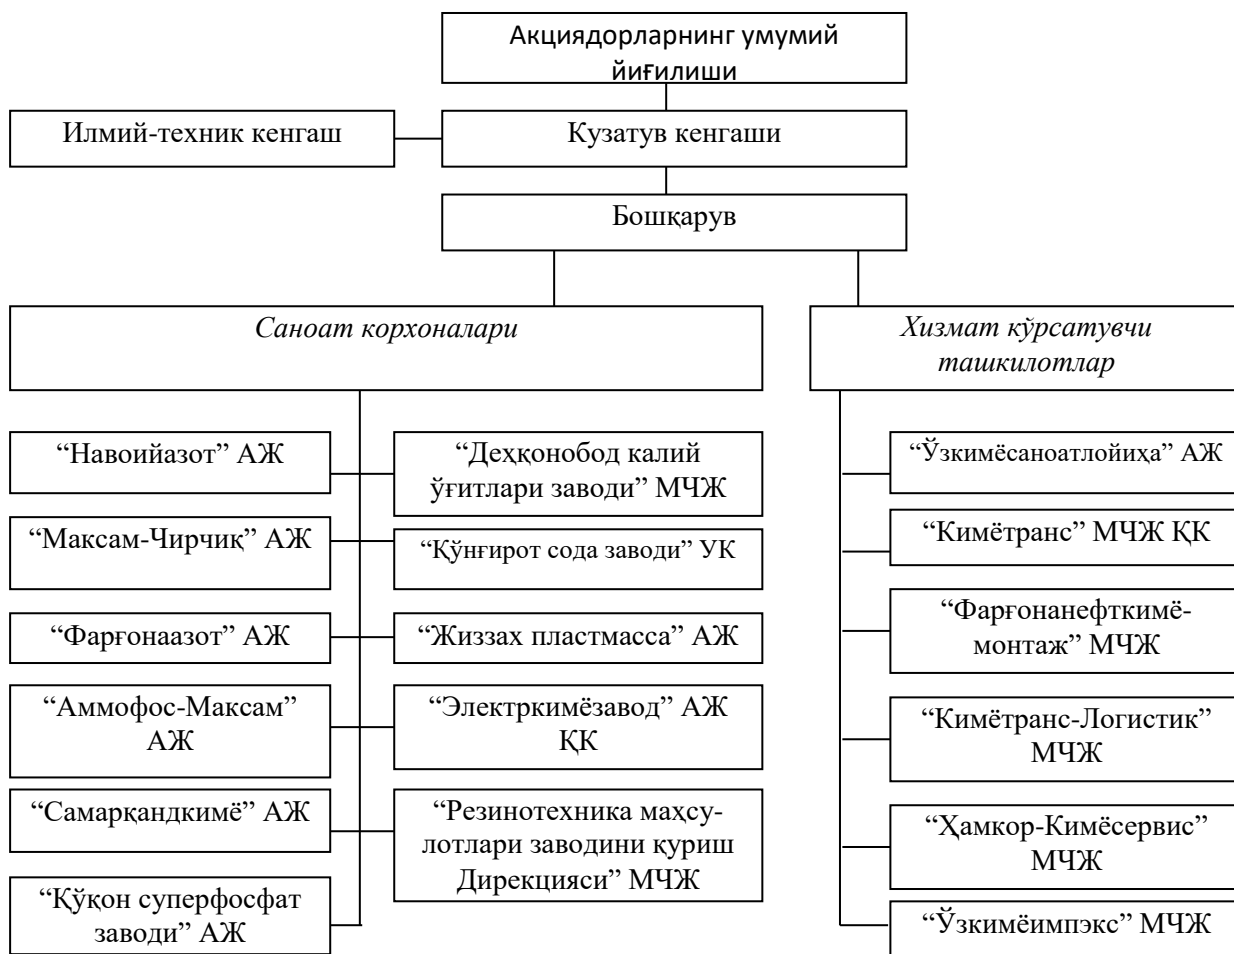 Акциядорларнинг умумий
йиғилиши
Илмий-техник кенгаш
Кузатув кенгаши
Бошқарув
Саноат корхоналари
Хизмат кўрсатувчи
ташкилотлар
“Навоийазот” АЖ
“Максам-Чирчиқ” АЖ
“Фарғонаазот” АЖ
“Аммофос-Максам”
АЖ
“Самарқандкимё” АЖ
“Қўқон суперфосфат
заводи” АЖ
“Деҳқонобод калий
ўғитлари заводи” МЧЖ
“Қўнғирот сода заводи” УК
“Жиззах пластмасса” АЖ
“Электркимёзавод” АЖ
ҚК
“Резинотехника маҳсу-
лотлари заводини қуриш
Дирекцияси” МЧЖ
“Ўзкимёсаноатлойиҳа” АЖ
“Кимётранс” МЧЖ ҚК
“Фарғонанефткимё-
монтаж” МЧЖ
“Кимётранс-Логистик”
МЧЖ
“Ҳамкор-Кимёсервис”
МЧЖ
“Ўзкимёимпэкс” МЧЖ